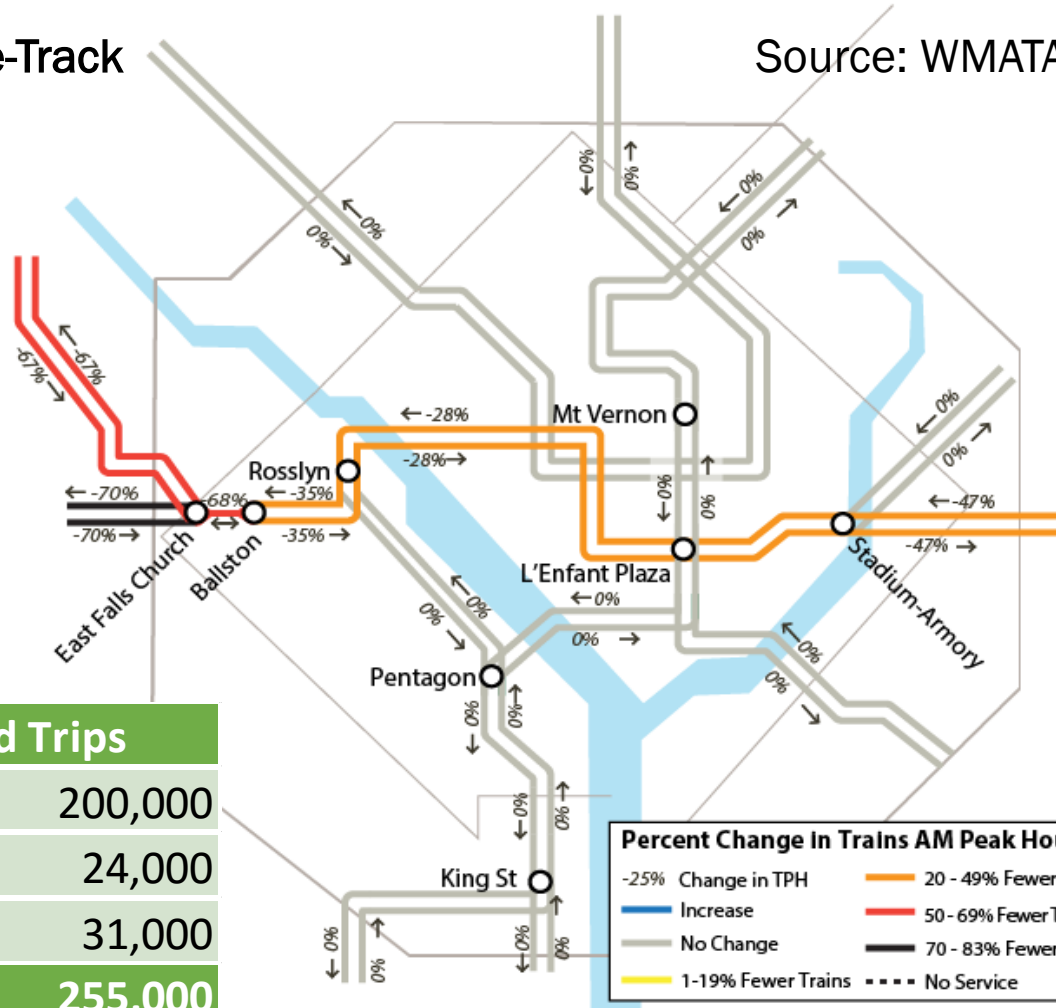 e-Track
Source: WMATA
←0%
0%→
←0%
0%→
←0%
0%→
←0%
0%→
-67%→
←-67%
←-28%
-28%→
Mt Vernon
Rosslyn
←-70%
-70%→
-68%
↔
←-35%
-35%→
East Falls Church
Ballston
←0%
0%→
←0%
0%→
←-47%
-47%→
L'Enfant Plaza
Stadium-Armory
←0%
0%→
←0%
0%→
←0%
0%→
Pentagon
←0%
0%→
←0%
0%→
King St
←0%
0%→
←0%
0%
d Trips
200,000
24,000
31,000
255,000
Percent Change in Trains AM Peak Hou
-25% Change in TPH
20 - 49% Fewer
Increase
50 - 69% Fewer T
No Change
70 - 83% Fewer
1-19% Fewer Trains
No Service